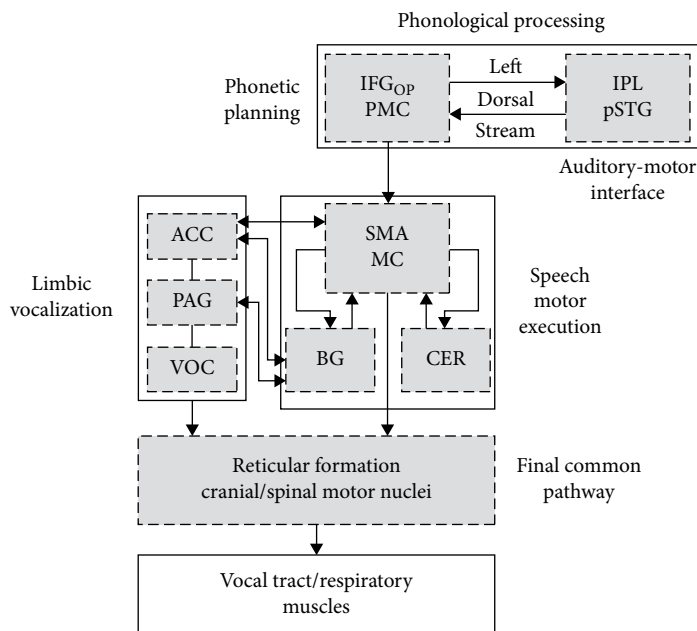 Phonological processing
Phonetic
planning
IFGOP
PMC
Left
Dorsal
Stream
IPL
pSTG
Auditory-motor
interface
Limbic
vocalization
ACC
PAG
VOC
SMA
MC
BG
CER
Speech
motor
execution
Reticular formation
cranial/spinal motor nuclei
Final common
pathway
Vocal tract/respiratory
muscles